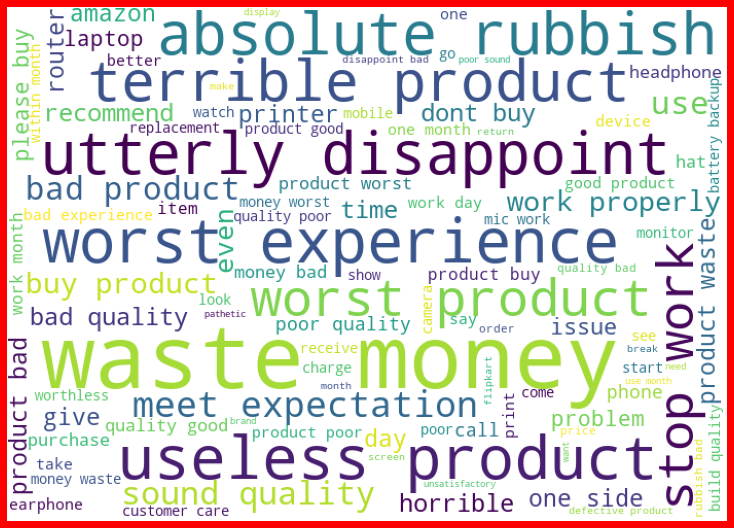 amazon
one
display
absolute rubbish
laptop
router
within month
please buy
better
disappoint bad
go
poor sound
terrible product
headphone
make
use
battery backup
recommend
printer
watch
mobile
dont buy
device
replacement
product good
one month
return
utterly disappoint
hat
bad product
product worst
good product
item
money worst
time
work day
work properly
bad experience
quality poor
mic work
monitor
even
worst experience
work month
money bad
show
product buy
quality bad
buy product
look
worst product
camera
product waste
stop work
bad quality
pathetic
poor quality
say
order
issue
see
break
waste money
receive
charge
start
product bad
worthless
month
come
flipkart
use month
need
meet expectation
print
phone
give
quality good
brand
problem
price
build quality
purchase
product poor
day
poor
call
want
rubbish bad
take
useless product
screen
money waste
sound quality
unsatisfactory
one side
earphone
customer care
horrible
defective product